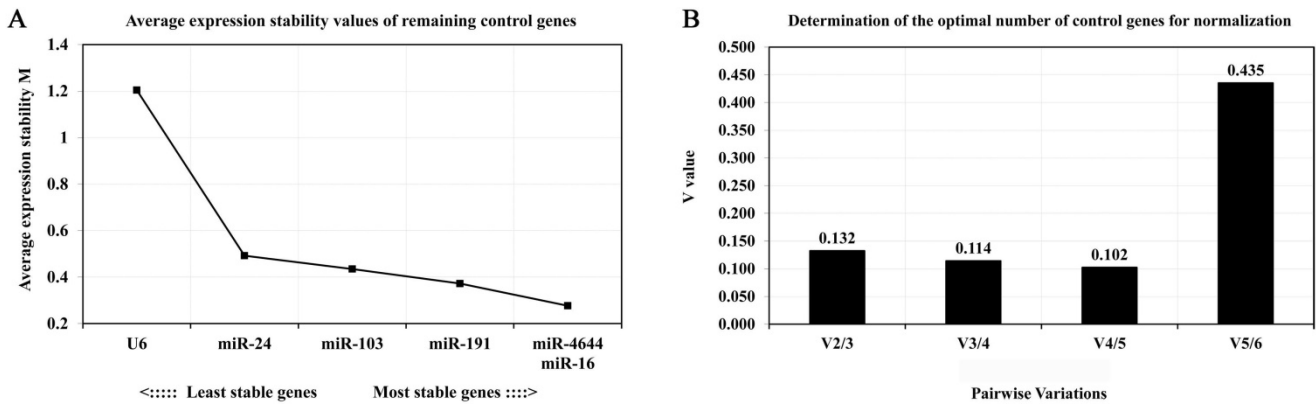 A
Average expression stability values of remaining control genes
Average expression stability M
1.4
1.2
1
0.8
0.6
0.4
0.2
U6
miR-24
miR-103
miR-191
miR-4644
miR-16
<::::: Least stable genes
Most stable genes ::::>
B
Determination of the optimal number of control genes for normalization
V value
0.500
0.450
0.400
0.350
0.300
0.250
0.200
0.150
0.100
0.050
0.000
0.132
0.114
0.102
0.435
V2/3
V3/4
V4/5
V5/6
Pairwise Variations